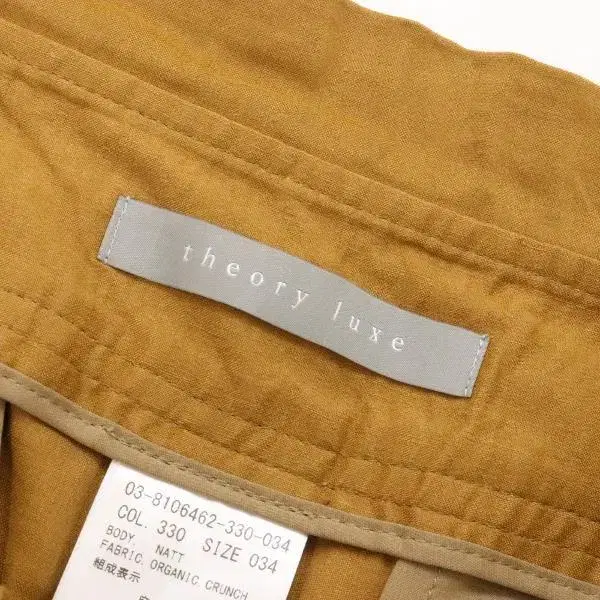 theory luxe
03-8106462-330-034
COL. 330 SIZE 034
BODY. NATT
FABRIC. ORGANIC CRUNCH
組成表示